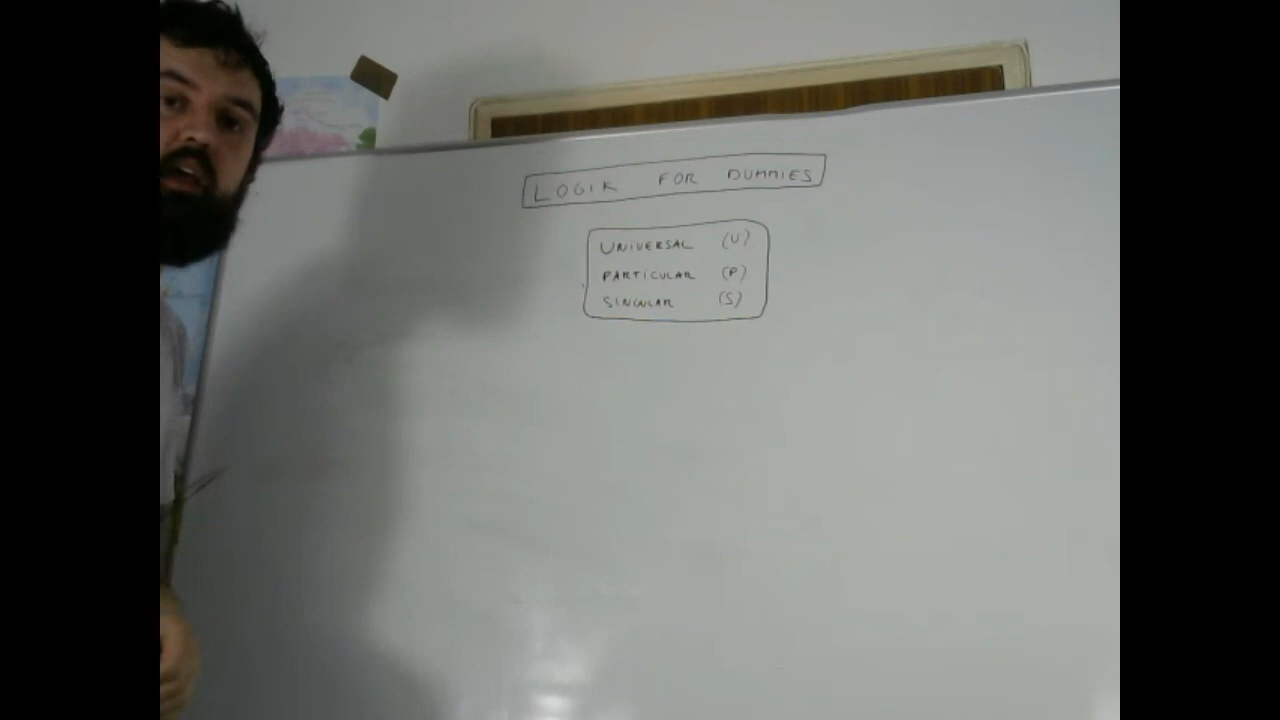 LOGIK FOR DUMMIES
UNIVERSAL (U)
PARTICULAR (P)
SINGULAR (S)